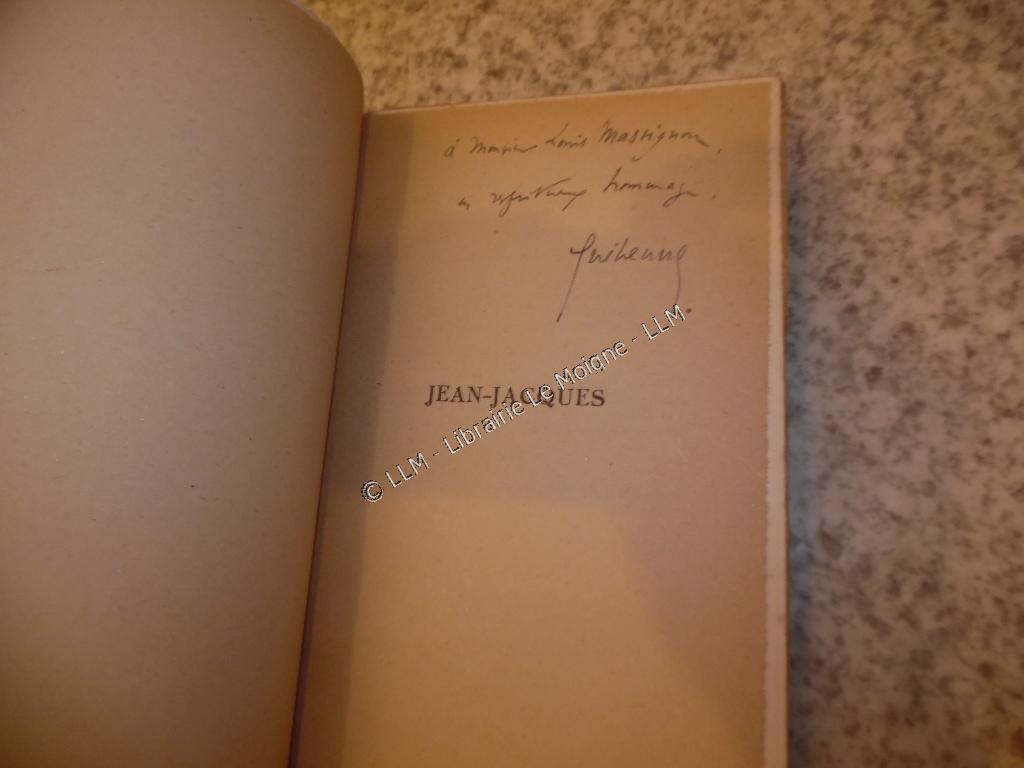 à Monsieur Louis Massignon,
en respectueux hommage.
Guéhenno
JEAN-JACQUES
© LLM - Librairie Le Moigne - LLM